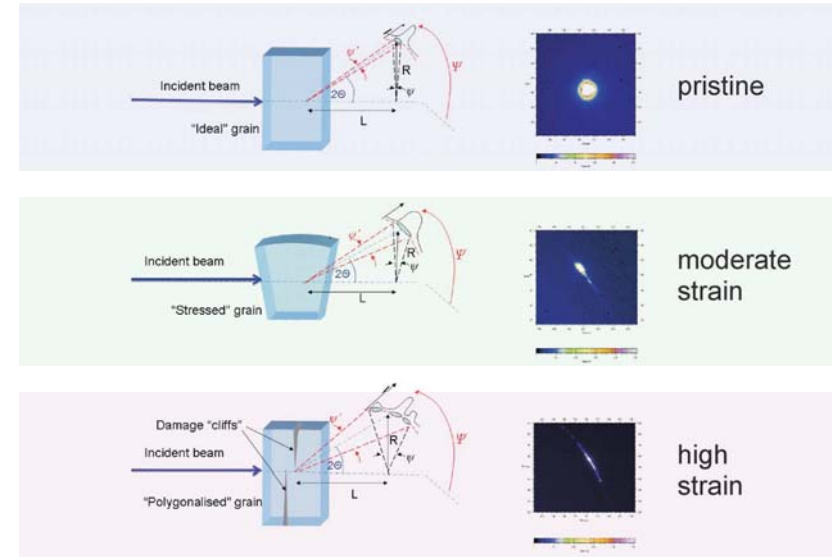 Incident beam
"Ideal" grain
2Θ
L
R
ψ
ψ'
Ψ
pristine
Incident beam
"Stressed" grain
2Θ
L
R
ψ
ψ'
Ψ
moderate
strain
Damage "cliffs"
Incident beam
"Polygonalised" grain
2Θ
L
R
ψ
ψ'
Ψ
high
strain